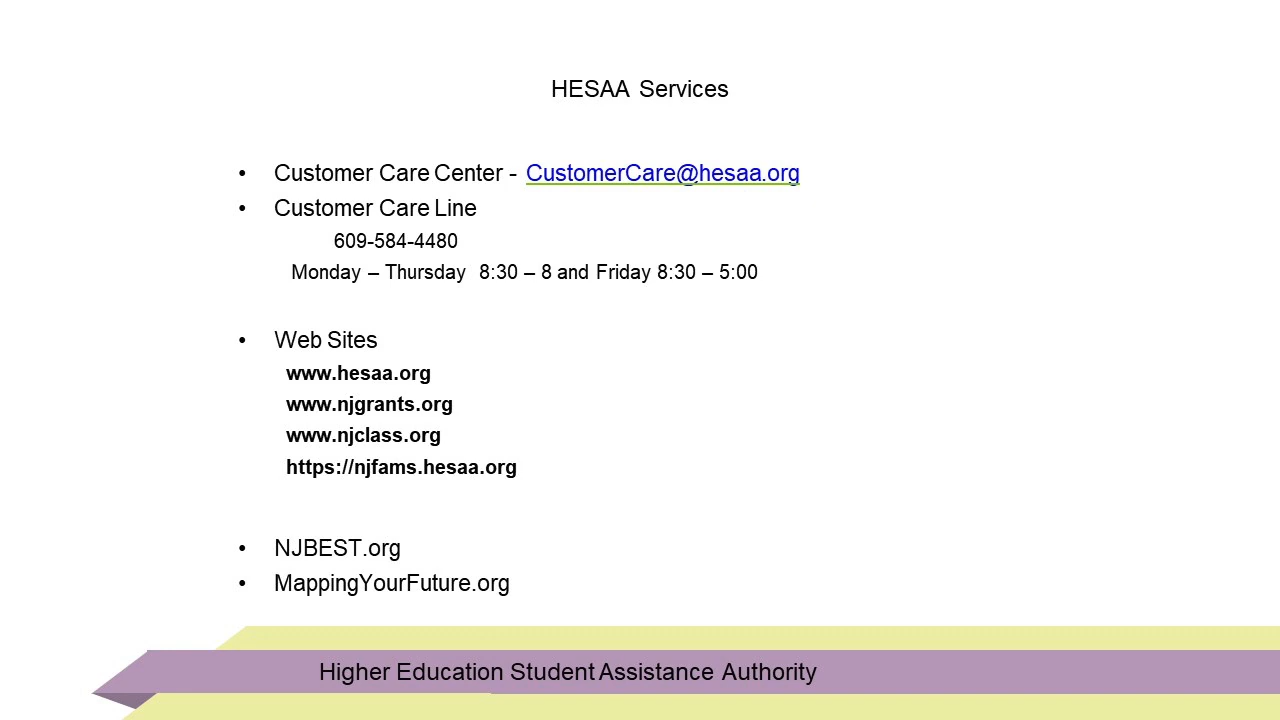 HESAA Services
• Customer Care Center - CustomerCare@hesaa.org
• Customer Care Line
609-584-4480
Monday – Thursday 8:30 – 8 and Friday 8:30 – 5:00
• Web Sites
www.hesaa.org
www.njgrants.org
www.njclass.org
https://njfams.hesaa.org
• NJBEST.org
• MappingYourFuture.org
Higher Education Student Assistance Authority